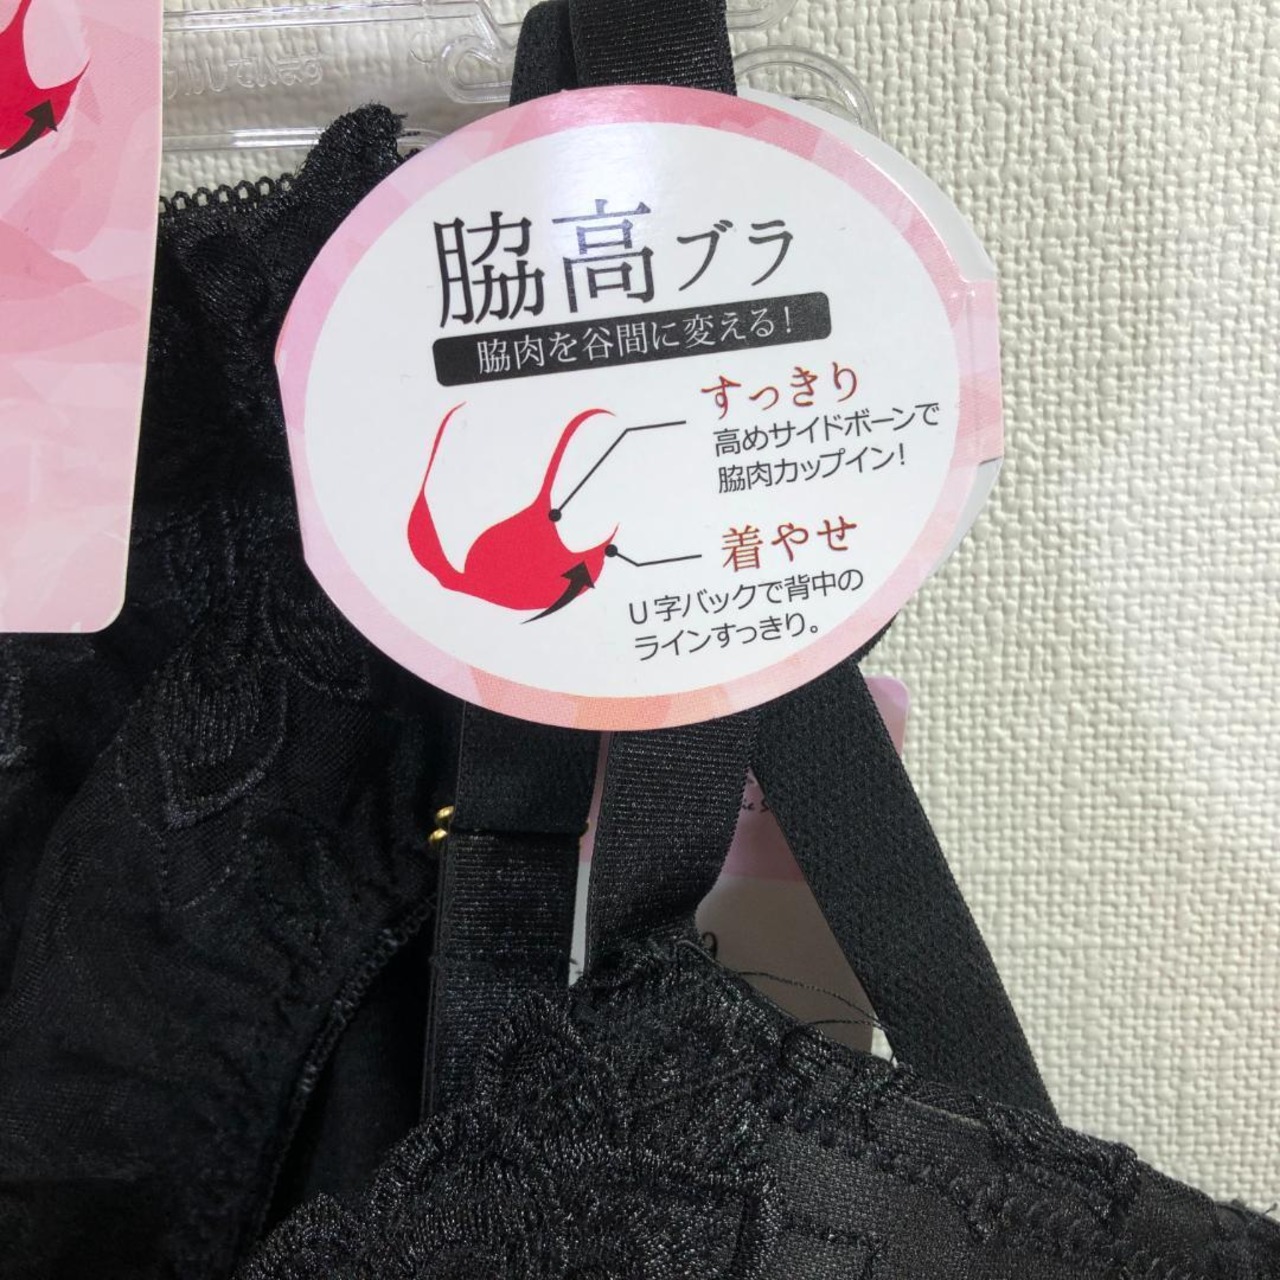 脇高ブラ
脇肉を谷間に変える!
すっきり
高めサイドボーンで
脇肉カップイン!
着やせ
U字バックで背中の
ラインすっきり。